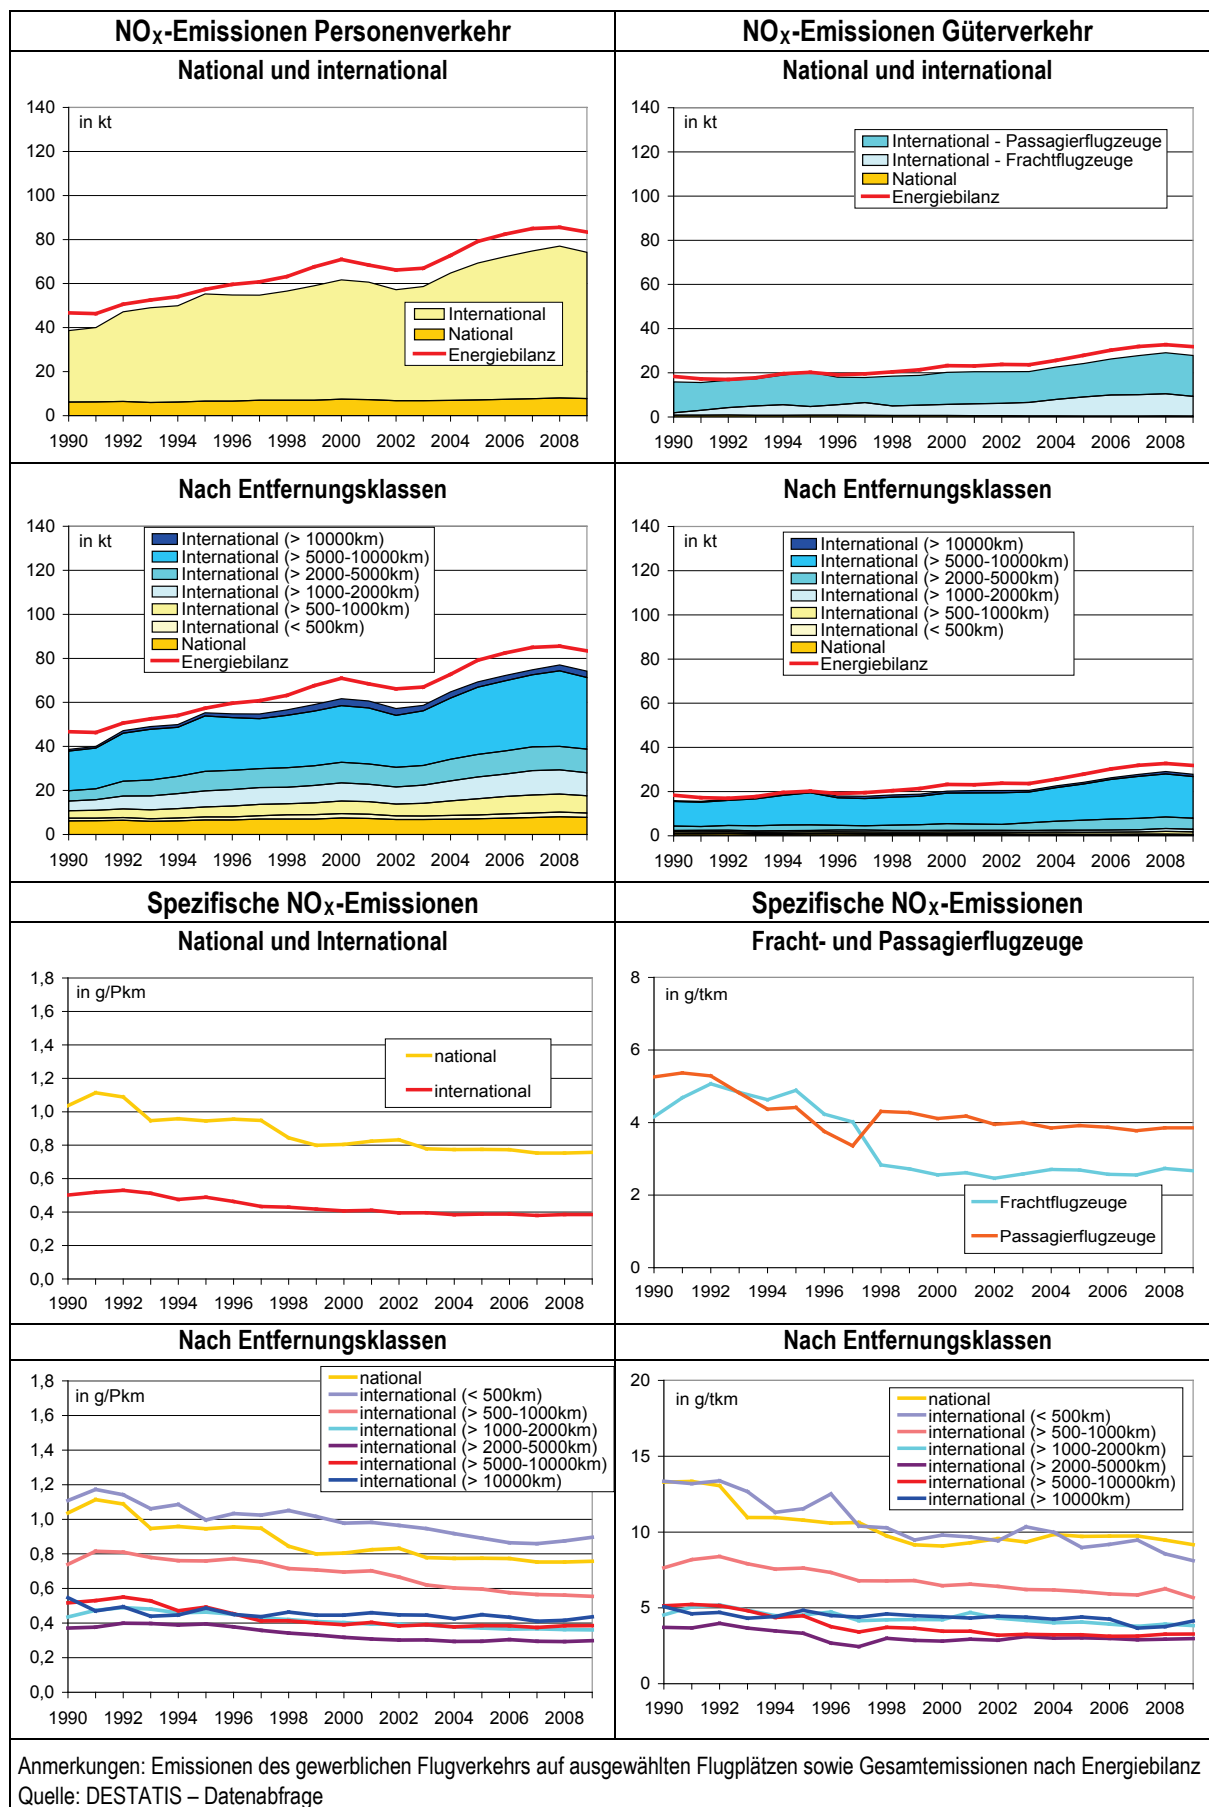 NOX-Emissionen Personenverkehr
National und international
in kt
140
120
100
80
60
40
20
0
International
National
Energiebilanz
1990 1992 1994 1996 1998 2000 2002 2004 2006 2008
NOX-Emissionen Güterverkehr
National und international
in kt
140
120
100
80
60
40
20
0
International - Passagierflugzeuge
International - Frachtflugzeuge
National
Energiebilanz
1990 1992 1994 1996 1998 2000 2002 2004 2006 2008
Nach Entfernungsklassen
in kt
140
120
100
80
60
40
20
0
International (> 10000km)
International (> 5000-10000km)
International (> 2000-5000km)
International (> 1000-2000km)
International (> 500-1000km)
International (< 500km)
National
Energiebilanz
1990 1992 1994 1996 1998 2000 2002 2004 2006 2008
Nach Entfernungsklassen
in kt
140
120
100
80
60
40
20
0
International (> 10000km)
International (> 5000-10000km)
International (> 2000-5000km)
International (> 1000-2000km)
International (> 500-1000km)
International (< 500km)
National
Energiebilanz
1990 1992 1994 1996 1998 2000 2002 2004 2006 2008
Spezifische NOX-Emissionen
National und International
in g/Pkm
1,8
1,6
1,4
1,2
1,0
0,8
0,6
0,4
0,2
0,0
national
international
1990 1992 1994 1996 1998 2000 2002 2004 2006 2008
Spezifische NOX-Emissionen
Fracht- und Passagierflugzeuge
in g/tkm
8
6
4
2
0
Frachtflugzeuge
Passagierflugzeuge
1990 1992 1994 1996 1998 2000 2002 2004 2006 2008
Nach Entfernungsklassen
in g/Pkm
1,8
1,6
1,4
1,2
1,0
0,8
0,6
0,4
0,2
0,0
national
international (< 500km)
international (> 500-1000km)
international (> 1000-2000km)
international (> 2000-5000km)
international (> 5000-10000km)
international (> 10000km)
1990 1992 1994 1996 1998 2000 2002 2004 2006 2008
Nach Entfernungsklassen
in g/tkm
20
15
10
5
0
national
international (< 500km)
international (> 500-1000km)
international (> 1000-2000km)
international (> 2000-5000km)
international (> 5000-10000km)
international (> 10000km)
1990 1992 1994 1996 1998 2000 2002 2004 2006 2008
Anmerkungen: Emissionen des gewerblichen Flugverkehrs auf ausgewählten Flugplätzen sowie Gesamtemissionen nach Energiebilanz
Quelle: DESTATIS – Datenabfrage